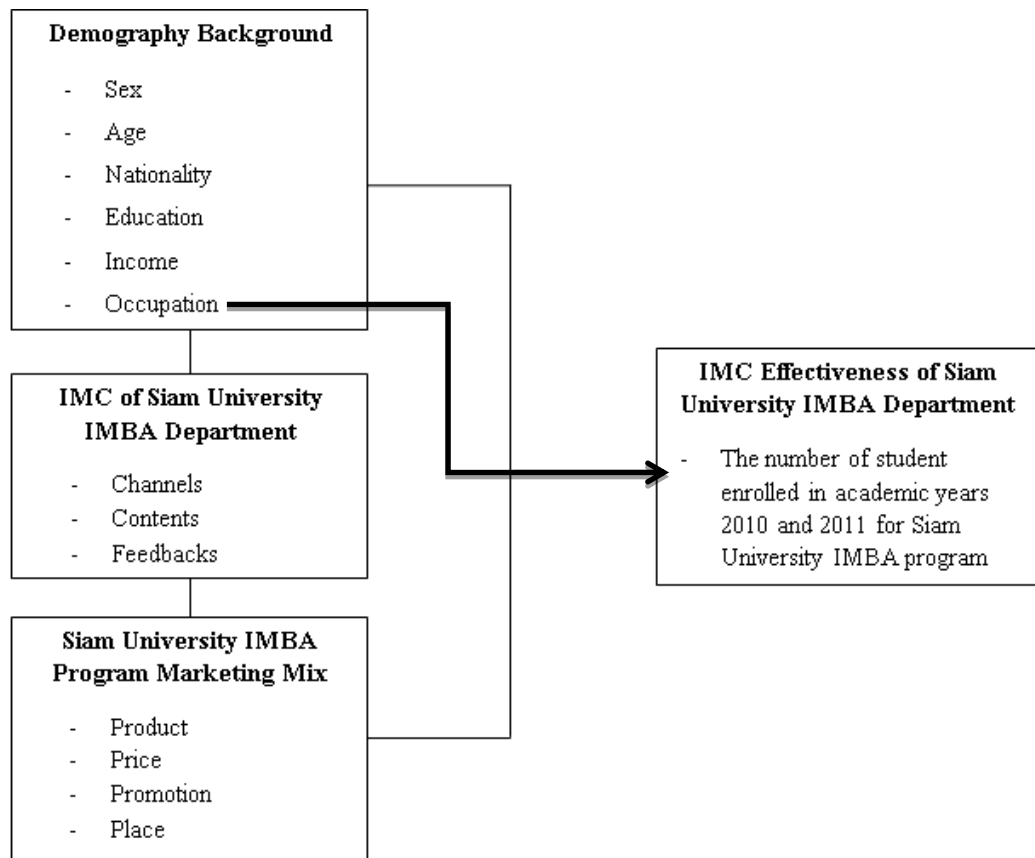 Demography Background
- Sex
- Age
- Nationality
- Education
- Income
- Occupation
IMC of Siam University
IMBA Department
- Channels
- Contents
- Feedbacks
Siam University IMBA
Program Marketing Mix
- Product
- Price
- Promotion
- Place
IMC Effectiveness of Siam
University IMBA Department
- The number of student
enrolled in academic years
2010 and 2011 for Siam
University IMBA program